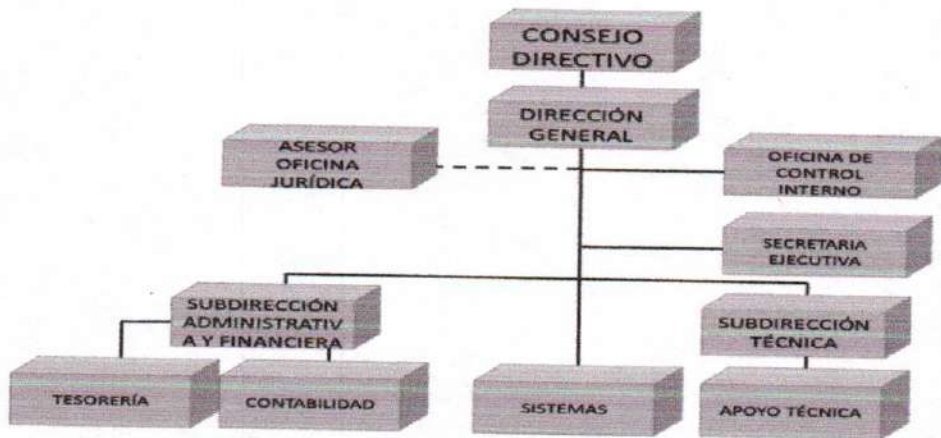 CONSEJO
DIRECTIVO
DIRECCIÓN
GENERAL
ASESOR
OFICINA
JURÍDICA
OFICINA DE
CONTROL
INTERNO
SECRETARIA
EJECUTIVA
SUBDIRECCIÓN
ADMINISTRATIV
A Y FINANCIERA
SUBDIRECCIÓN
TÉCNICA
TESORERÍA
CONTABILIDAD
SISTEMAS
APOYO TÉCNICA